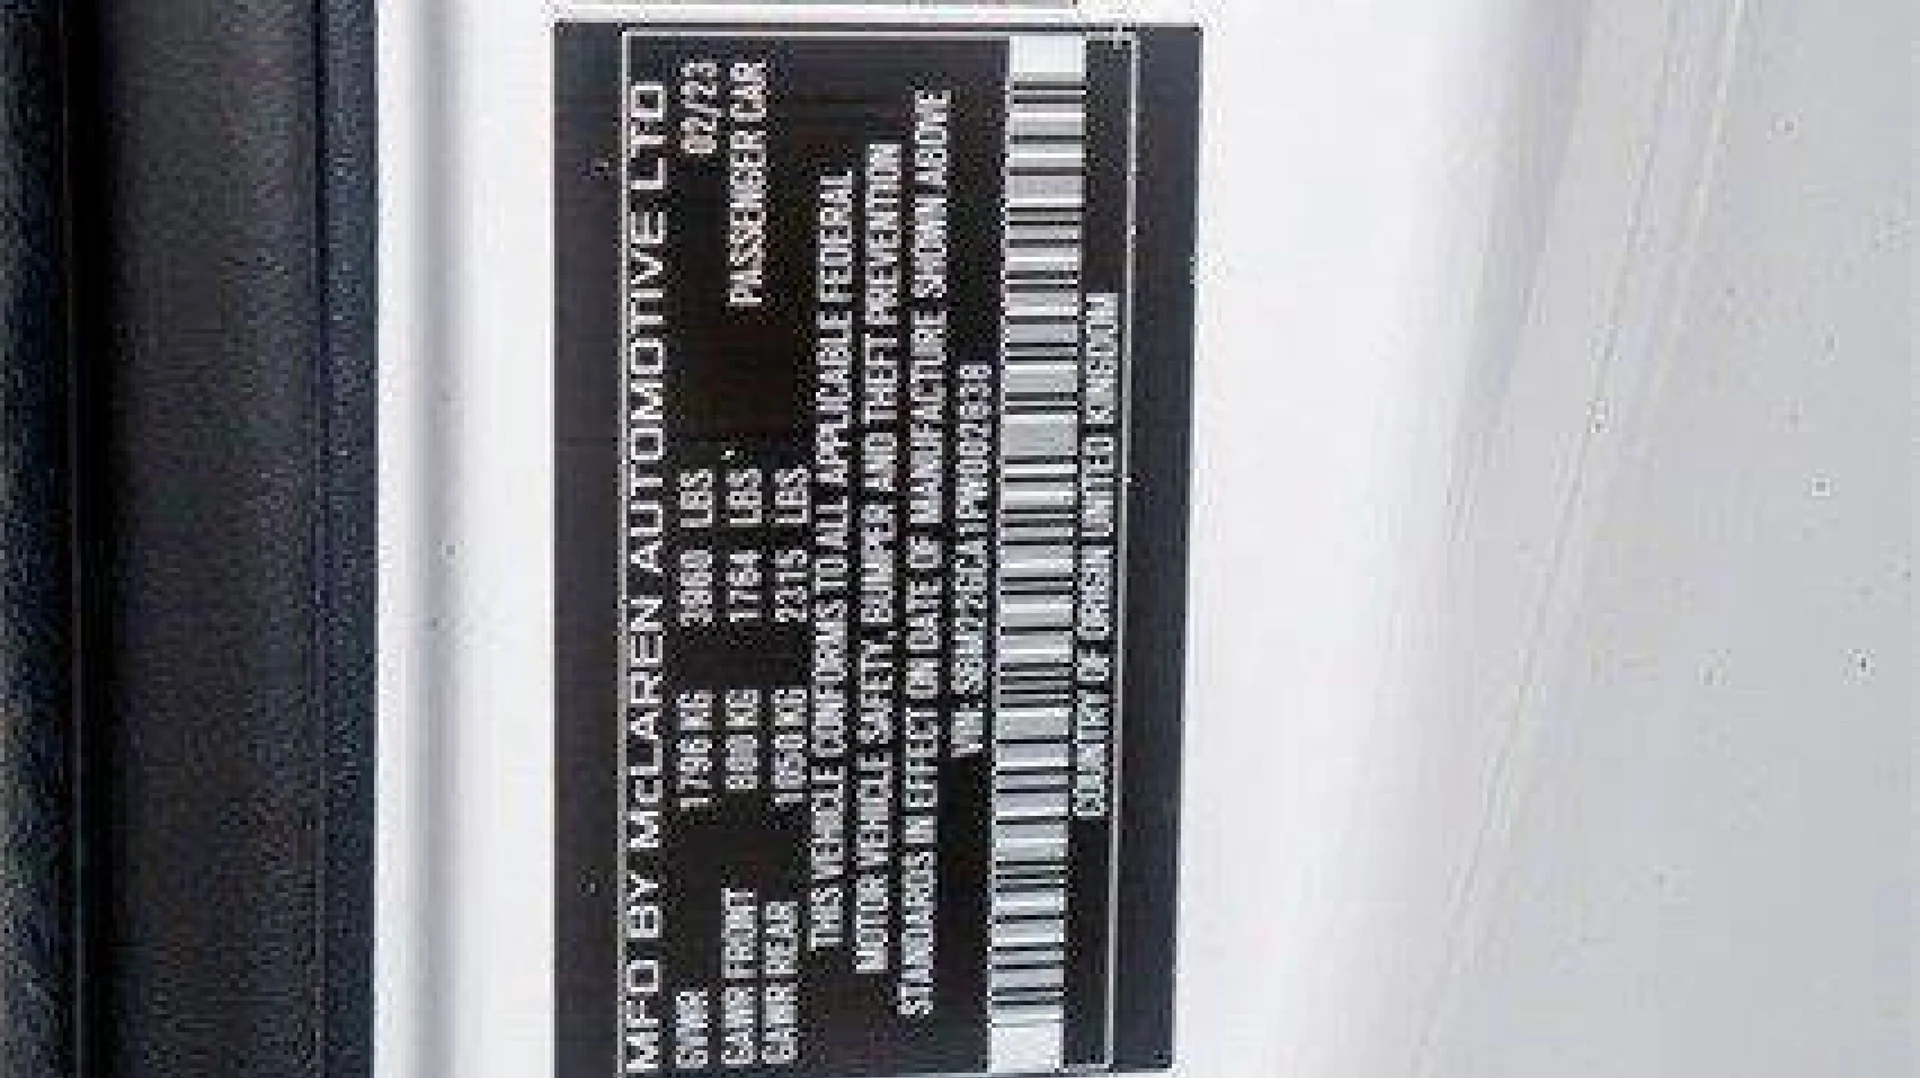 MFD BY McLAREN AUTOMOTIVE LTD
GVWR 1796 KG 3960 LBS 02/23
GAWR FRONT 800 KG 1764 LBS PASSENGER CAR
GAWR REAR 1050 KG 2315 LBS
THIS VEHICLE CONFORMS TO ALL APPLICABLE FEDERAL
MOTOR VEHICLE SAFETY, BUMPER AND THEFT PREVENTION
STANDARDS IN EFFECT ON DATE OF MANUFACTURE SHOWN ABOVE
VIN:
COUNTRY OF ORIGIN UNITED KINGDOM